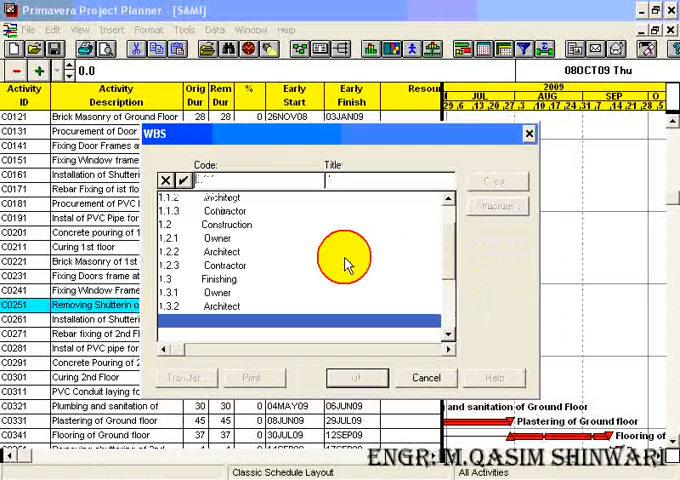 Primavera Project Planner - [SAMI]
File Edit View Insert Format Tools Data Window Help
0.0 08OCT09 Thu
Activity ID Activity Description Orig Dur Rem Dur % Early Start Early Finish Resour 2009 JUL AUG SEP O
C0121 Brick Masonry of Ground Floor 28 28 0 26NOV08 03JAN09
C0131 Procurement of Door
C0141 Fixing Door Frames at
C0151 Fixing Window frame
C0161 Installation of Shutterin
C0171 Rebar Fixing of ist floor
C0181 Procurement of PVC
C0191 Instal of PVC Pipe for
C0201 Concrete pouring of 1
C0211 Curing 1st floor
C0221 Brick Masonry of 1st
C0231 Fixing Doors frame at
C0241 Fixing Window Frame
C0251 Removing Shutterin o
C0261 Installation of Shutterin
C0271 Rebar fixing of 2nd Fl
C0281 Instal of PVC pipe for
C0291 Concrete Pouring of 2
C0301 Curing 2nd Floor
C0311 PVC Conduit laying fo
C0321 Plumbing and sanitation of 30 30 0 04MAY09 06JUN09 and sanitation of Ground Floor
C0331 Plastering of Ground Floor 45 45 0 08JUN09 29JUL09 Plastering of Ground floor
C0341 Flooring of Ground Floor 37 37 0 30JUL09 12SEP09 Flooring of
WBS
Code: Title:
Copy
Structure...
1.1.2 Architect
1.1.3 Contractor
1.2 Construction
1.2.1 Owner
1.2.2 Architect
1.2.3 Contractor
1.3 Finishing
1.3.1 Owner
1.3.2 Architect
Transfer... Print... Cancel Help
ENGR: M.QASIM SHINWARI
Classic Schedule Layout All Activities